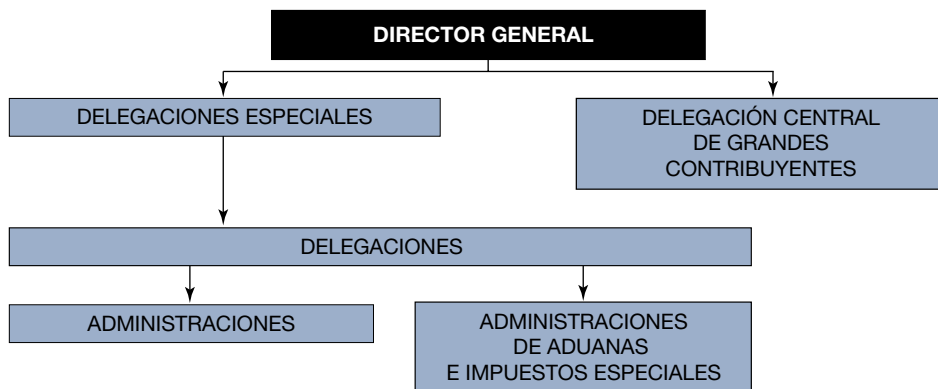 DIRECTOR GENERAL
DELEGACIONES ESPECIALES
DELEGACIÓN CENTRAL
DE GRANDES
CONTRIBUYENTES
DELEGACIONES
ADMINISTRACIONES
ADMINISTRACIONES
DE ADUANAS
E IMPUESTOS ESPECIALES